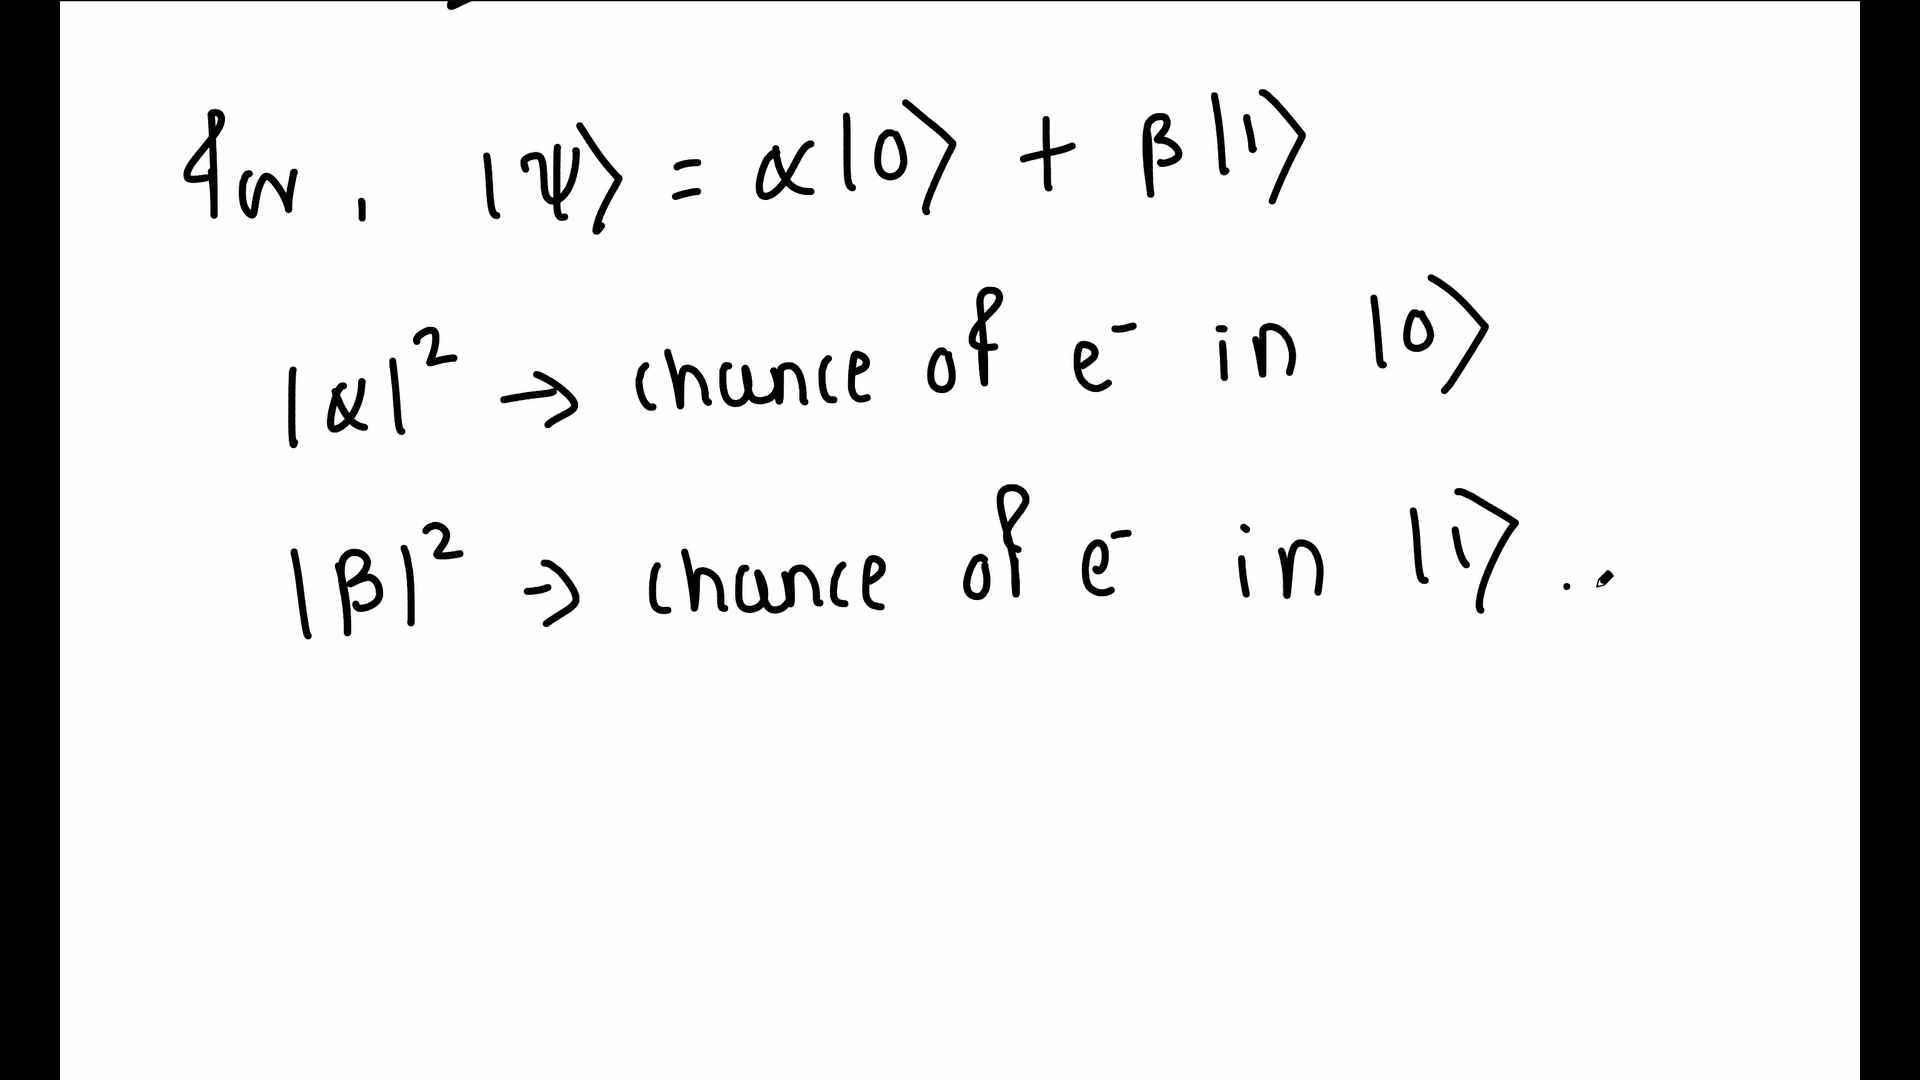 for, |ψ⟩ = α|0⟩ + β|1⟩
|α|² → chance of e⁻ in |0⟩
|β|² → chance of e⁻ in |1⟩ ..